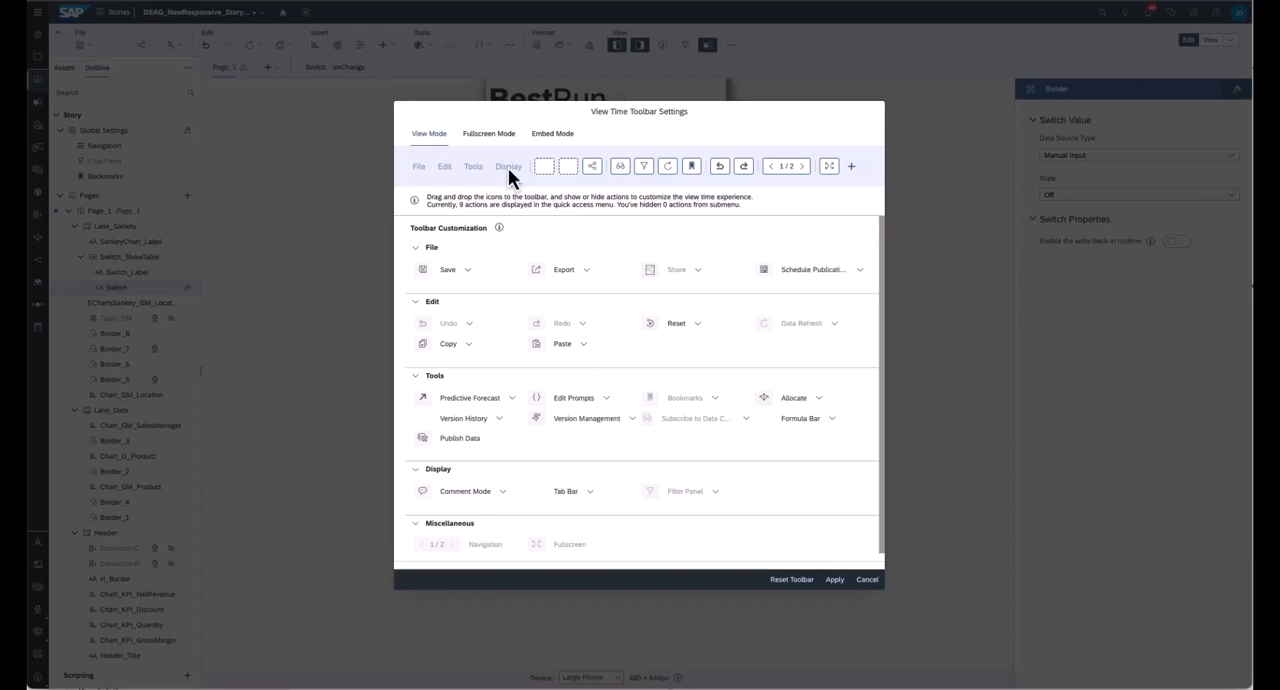 SAP Stories DSAQ_NewResponsive_Story...
File Edit Insert Tools Format View
Edit View
Assets Outline Page_1 Switch - onChange
Search
Story
Global Settings
Navigation
FilterPanel
Bookmarks
Pages
Page_1 Page_1
Lane_Sankey
SankeyChart_Label
Switch_ShowTable
Switch_Label
Switch
EChartsSankey_GM_Locat...
Table_GM
Border_8
Border_7
Border_6
Border_5
Chart_GM_Location
Lane_Data
Chart_GM_SalesManager
Border_3
Chart_Q_Product
Border_2
Chart_GM_Product
Border_4
Border_1
Header
H_Border
Chart_KPI_NetRevenue
Chart_KPI_Discount
Chart_KPI_Quantity
Chart_KPI_GrossMargin
Header_Title
Scripting
BestRun
View Time Toolbar Settings
View Mode Fullscreen Mode Embed Mode
File Edit Tools Display 1 / 2
Drag and drop the icons to the toolbar, and show or hide actions to customize the view time experience.
Currently, 9 actions are displayed in the quick access menu. You've hidden 0 actions from submenu.
Toolbar Customization
File
Save Export Share Schedule Publicati...
Edit
Undo Redo Reset Data Refresh
Copy Paste
Tools
Predictive Forecast Edit Prompts Bookmarks Allocate
Version History Version Management Subscribe to Data C... Formula Bar
Publish Data
Display
Comment Mode Tab Bar Filter Panel
Miscellaneous
1 / 2 Navigation Fullscreen
Reset Toolbar Apply Cancel
Builder
Switch Value
Data Source Type
Manual Input
State
Off
Switch Properties
Enable the write-back in runtime
Device: Large Phone 480 × 844px